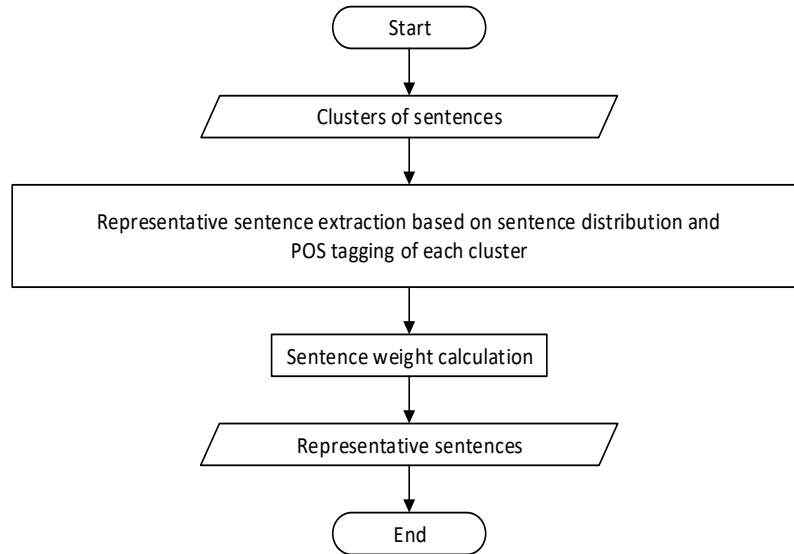 Start
Clusters of sentences
Representative sentence extraction based on sentence distribution and
POS tagging of each cluster
Sentence weight calculation
Representative sentences
End